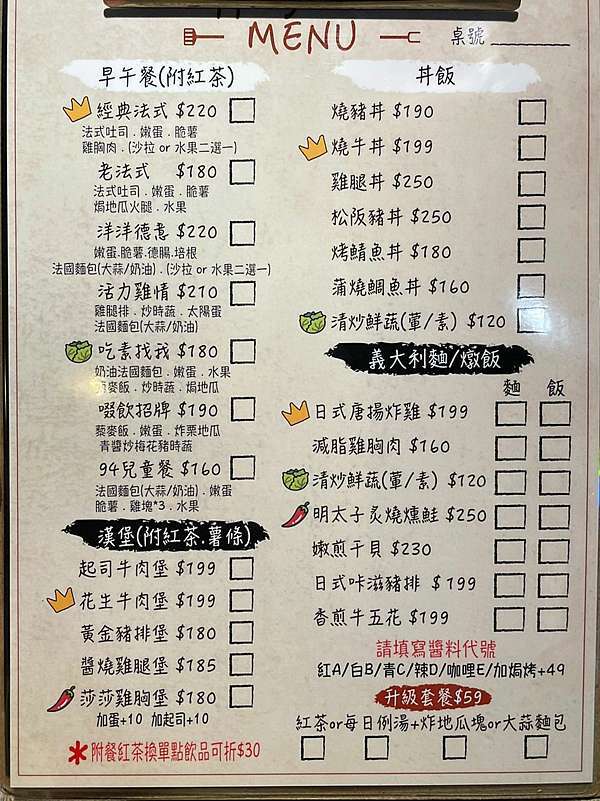 MENU
桌號
早午餐(附紅茶)
經典法式 $220
法式吐司.嫩蛋.脆薯
雞胸肉.(沙拉 or 水果二選一)
老法式 $180
法式吐司.嫩蛋.脆薯
焗地瓜火腿.水果
洋洋德意 $220
嫩蛋.脆薯.德腸.培根
法國麵包(大蒜/奶油).(沙拉 or 水果二選一)
活力雞情 $210
雞腿排.炒時蔬.太陽蛋
法國麵包(大蒜/奶油)
吃素找我 $180
奶油法國麵包.嫩蛋.水果
麥飯.炒時蔬.焗地瓜
啜飲招牌 $190
藜麥飯.嫩蛋.炸栗地瓜
青醬炒梅花豬時蔬
94兒童餐 $160
法國麵包(大蒜/奶油).嫩蛋
脆薯.雞塊*3.水果
漢堡(附紅茶.薯條)
起司牛肉堡 $199
花生牛肉堡 $199
黃金豬排堡 $180
醬燒雞腿堡 $185
莎莎雞胸堡 $180
加蛋+10 加起司+10
*附餐紅茶換單點飲品可折$30
丼飯
燒豬丼 $190
燒牛丼 $199
雞腿丼 $250
松阪豬丼 $250
烤鯖魚丼 $180
蒲燒鯛魚丼 $160
清炒鮮蔬(葷/素) $120
義大利麵/燉飯
麵 飯
日式唐揚炸雞 $199
減脂雞胸肉 $160
清炒鮮蔬(葷/素) $120
明太子炙燒燻鮭 $250
嫩煎干貝 $230
日式咔滋豬排 $199
香煎牛五花 $199
請填寫醬料代號
紅A/白B/青C/辣D/咖哩E/加焗烤+49
升級套餐$59
紅茶or每日例湯+炸地瓜塊or大蒜麵包